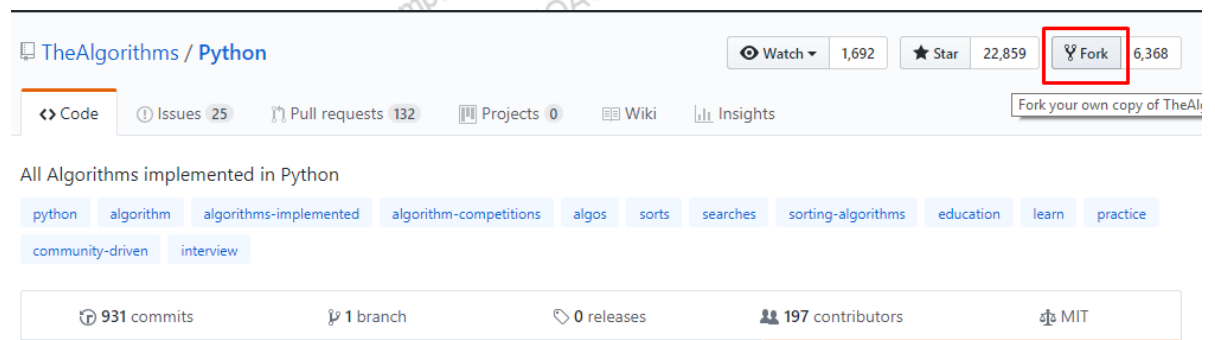 TheAlgorithms / Python
Watch 1,692 Star 22,859 Fork 6,368
Code Issues 25 Pull requests 132 Projects 0 Wiki Insights
Fork your own copy of TheAl
All Algorithms implemented in Python
python algorithm algorithms-implemented algorithm-competitions algos sorts searches sorting-algorithms education learn practice
community-driven interview
931 commits 1 branch 0 releases 197 contributors MIT